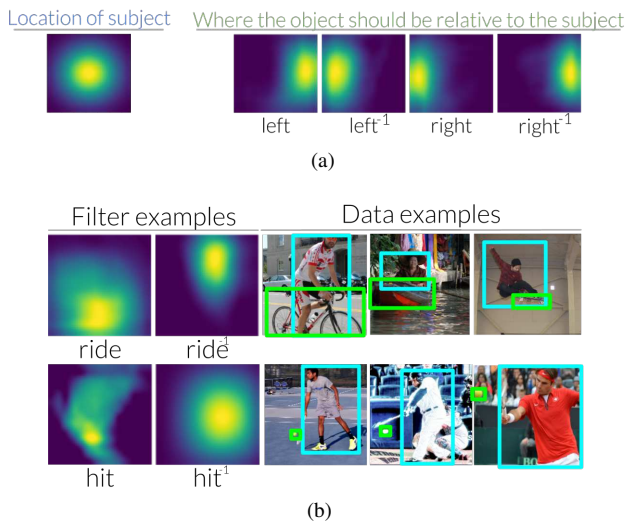 Location of subject
Where the object should be relative to the subject
left
left⁻¹
right
right⁻¹
(a)
Filter examples
Data examples
ride
ride⁻¹
hit
hit⁻¹
(b)